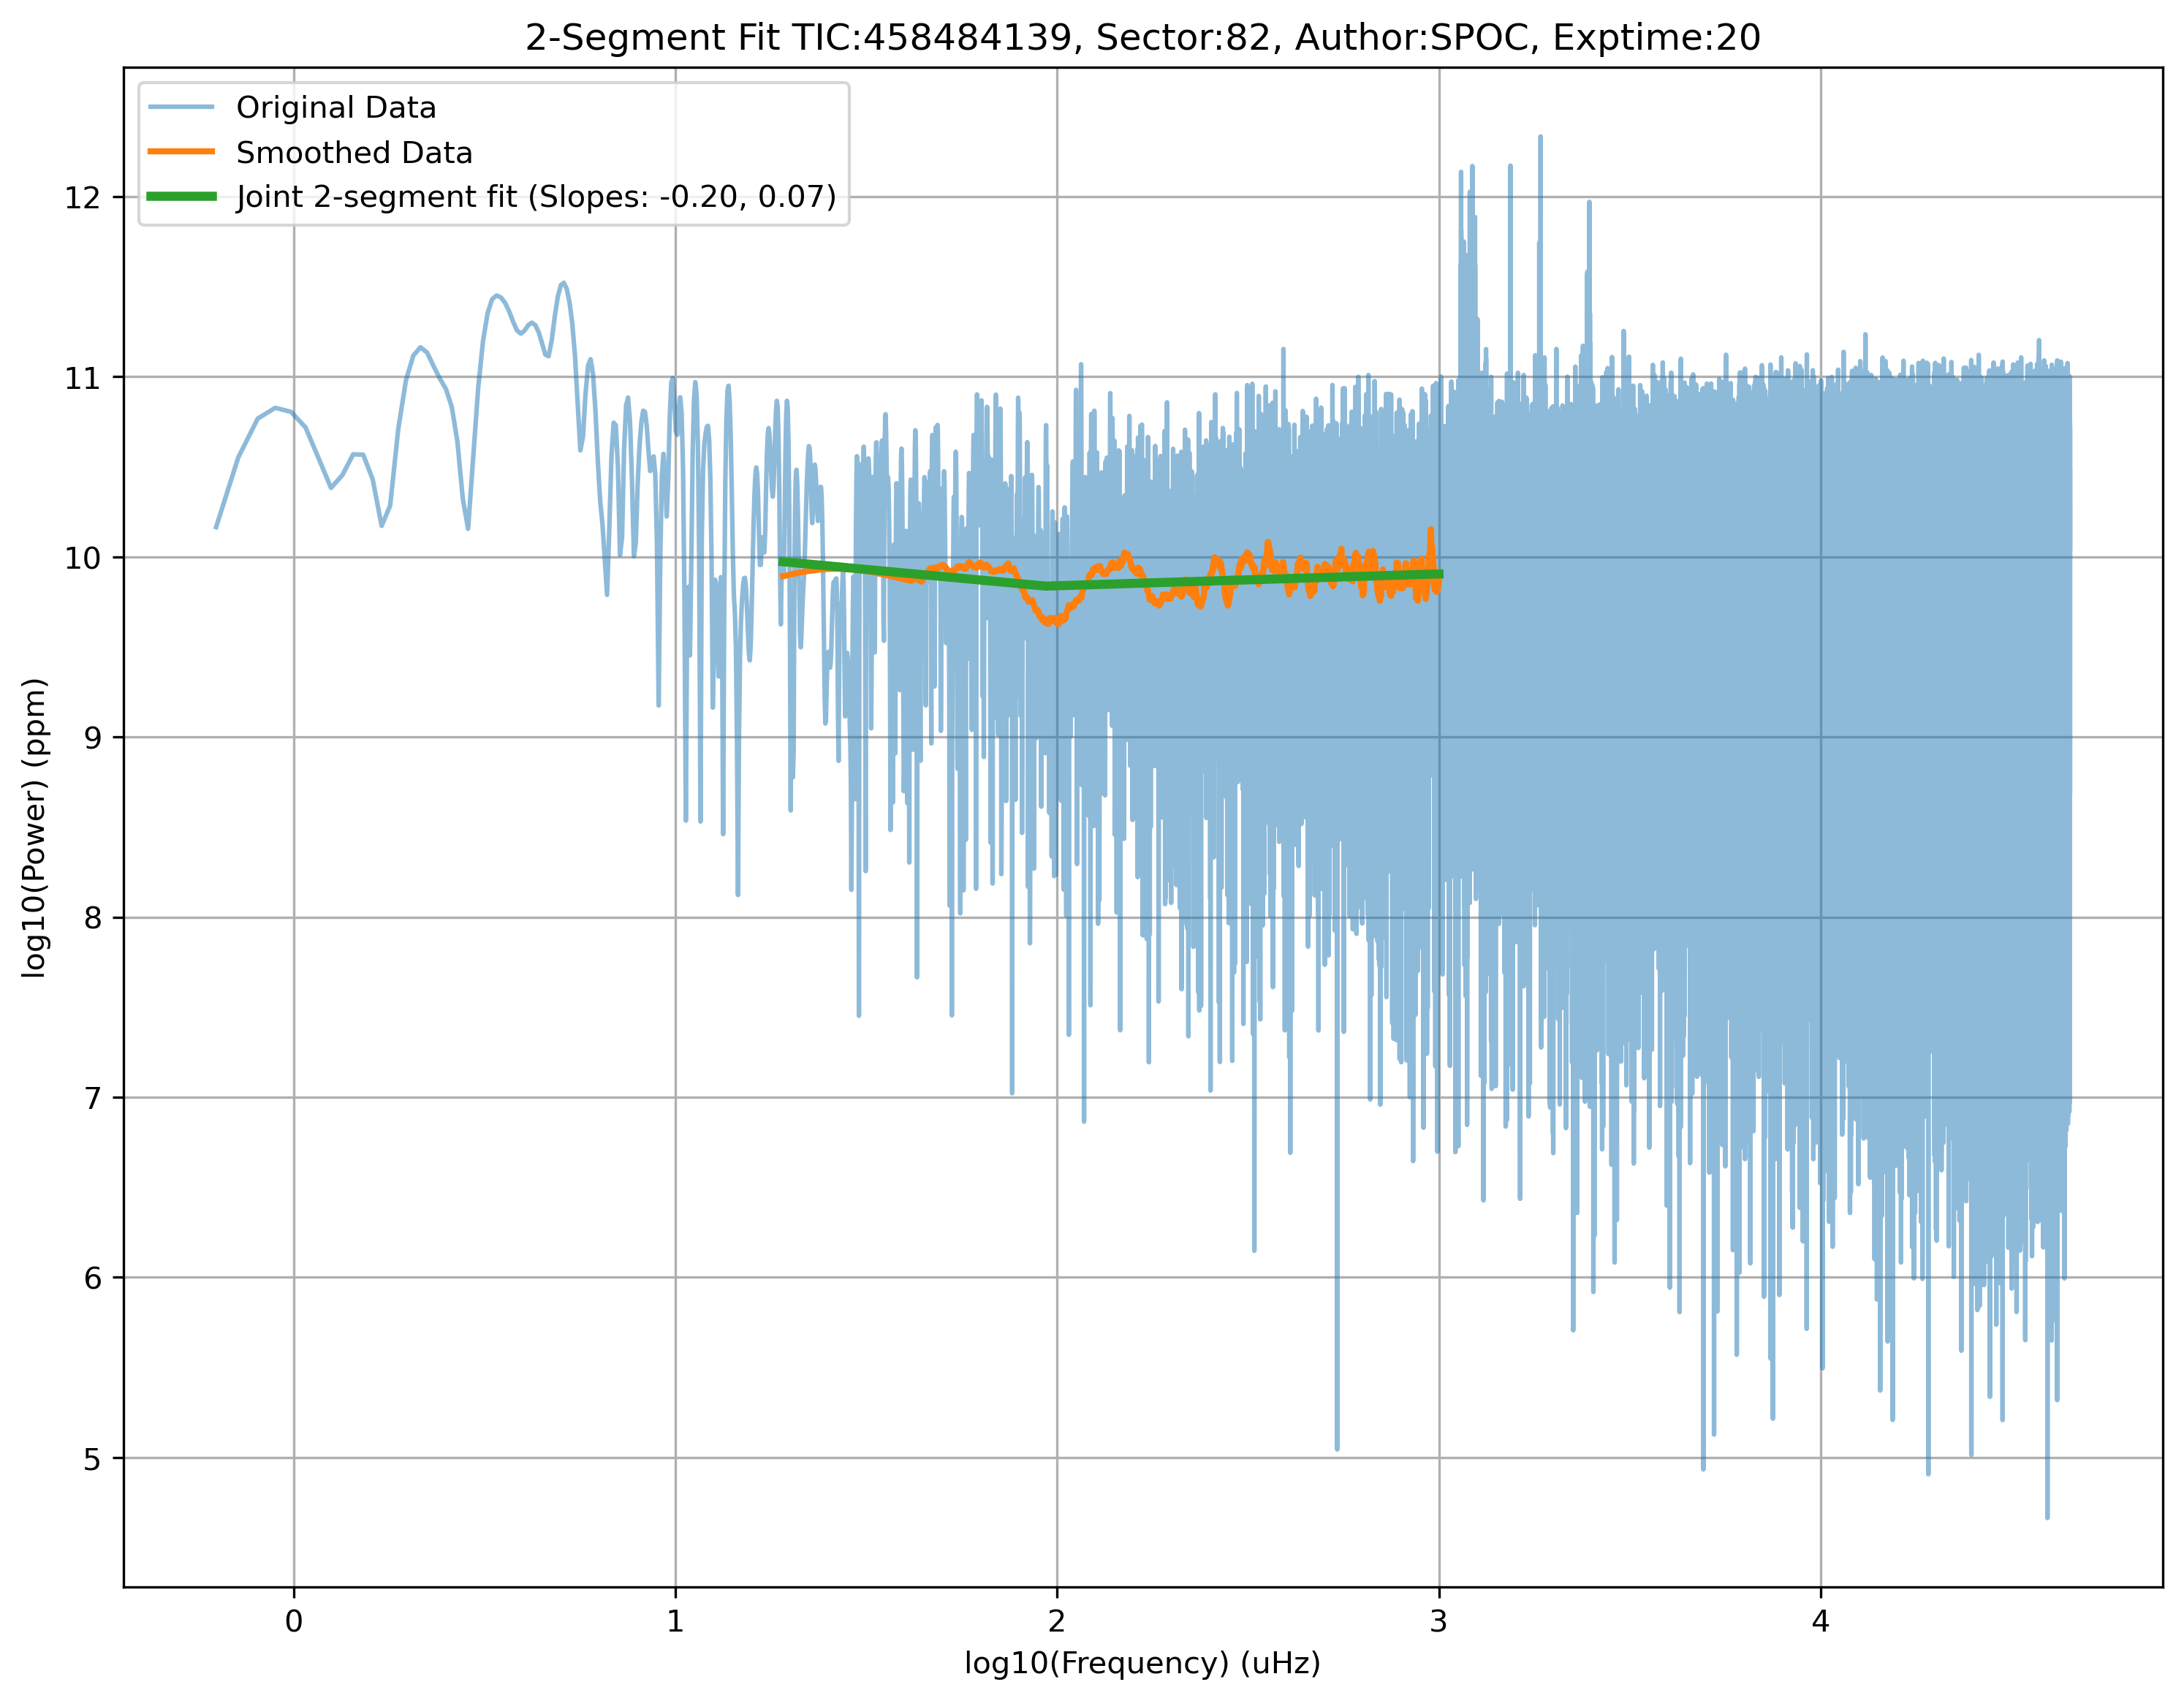 2-Segment Fit TIC:458484139, Sector:82, Author:SPOC, Exptime:20
Original Data
Smoothed Data
Joint 2-segment fit (Slopes: -0.20, 0.07)
12
11
10
9
8
7
6
5
log10(Power) (ppm)
0 1 2 3 4
log10(Frequency) (uHz)